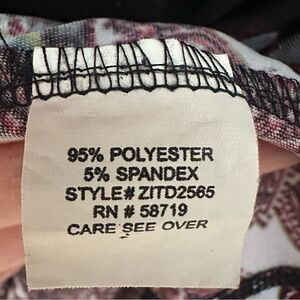 95% POLYESTER
5% SPANDEX
STYLE# ZITD2565
RN # 58719
CARE SEE OVER